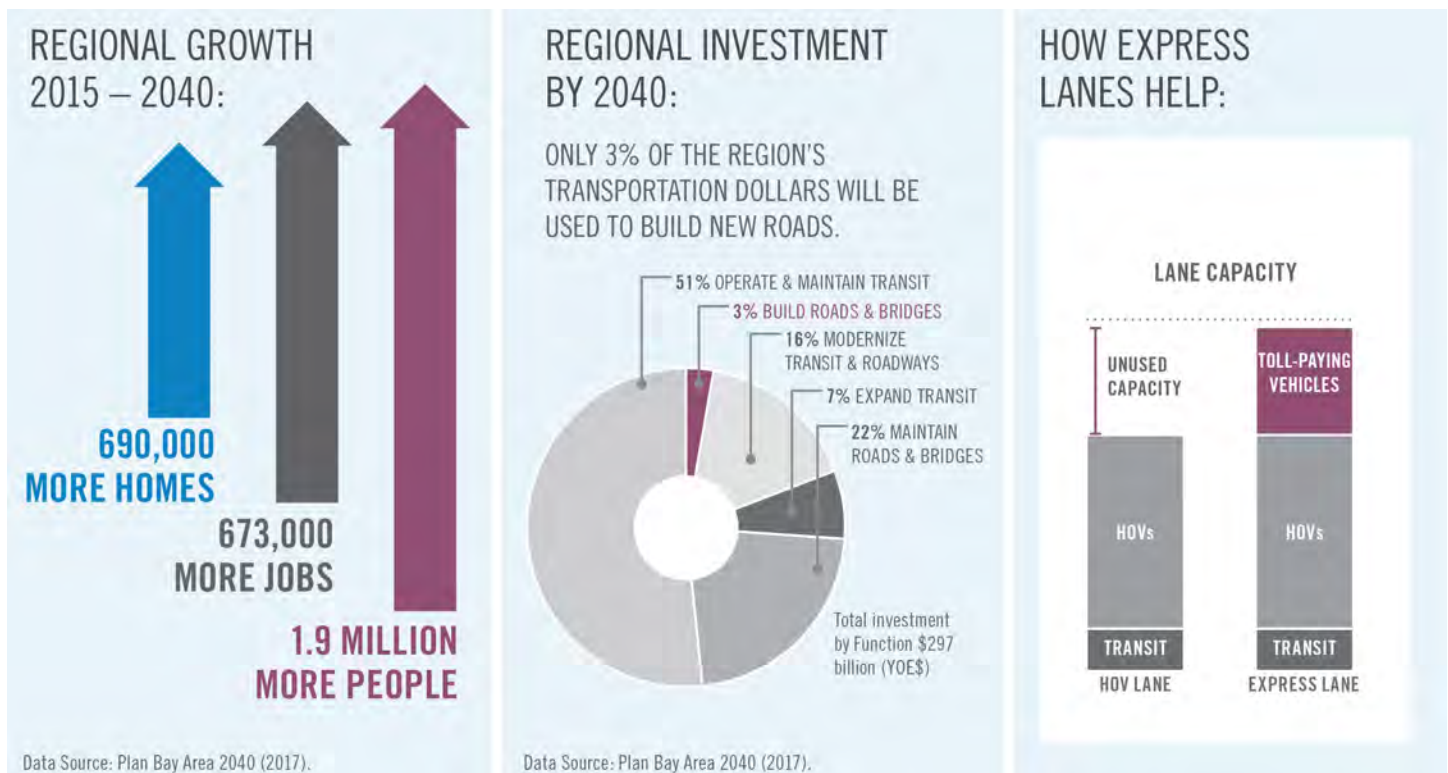 REGIONAL GROWTH
2015 – 2040:
690,000
MORE HOMES
673,000
MORE JOBS
1.9 MILLION
MORE PEOPLE
Data Source: Plan Bay Area 2040 (2017).
REGIONAL INVESTMENT
BY 2040:
ONLY 3% OF THE REGION'S
TRANSPORTATION DOLLARS WILL BE
USED TO BUILD NEW ROADS.
51% OPERATE & MAINTAIN TRANSIT
3% BUILD ROADS & BRIDGES
16% MODERNIZE
TRANSIT & ROADWAYS
7% EXPAND TRANSIT
22% MAINTAIN
ROADS & BRIDGES
Total investment
by Function $297
billion (YOE$)
Data Source: Plan Bay Area 2040 (2017).
HOW EXPRESS
LANES HELP:
LANE CAPACITY
UNUSED
CAPACITY
TOLL-PAYING
VEHICLES
HOVs
HOVs
TRANSIT
TRANSIT
HOV LANE
EXPRESS LANE